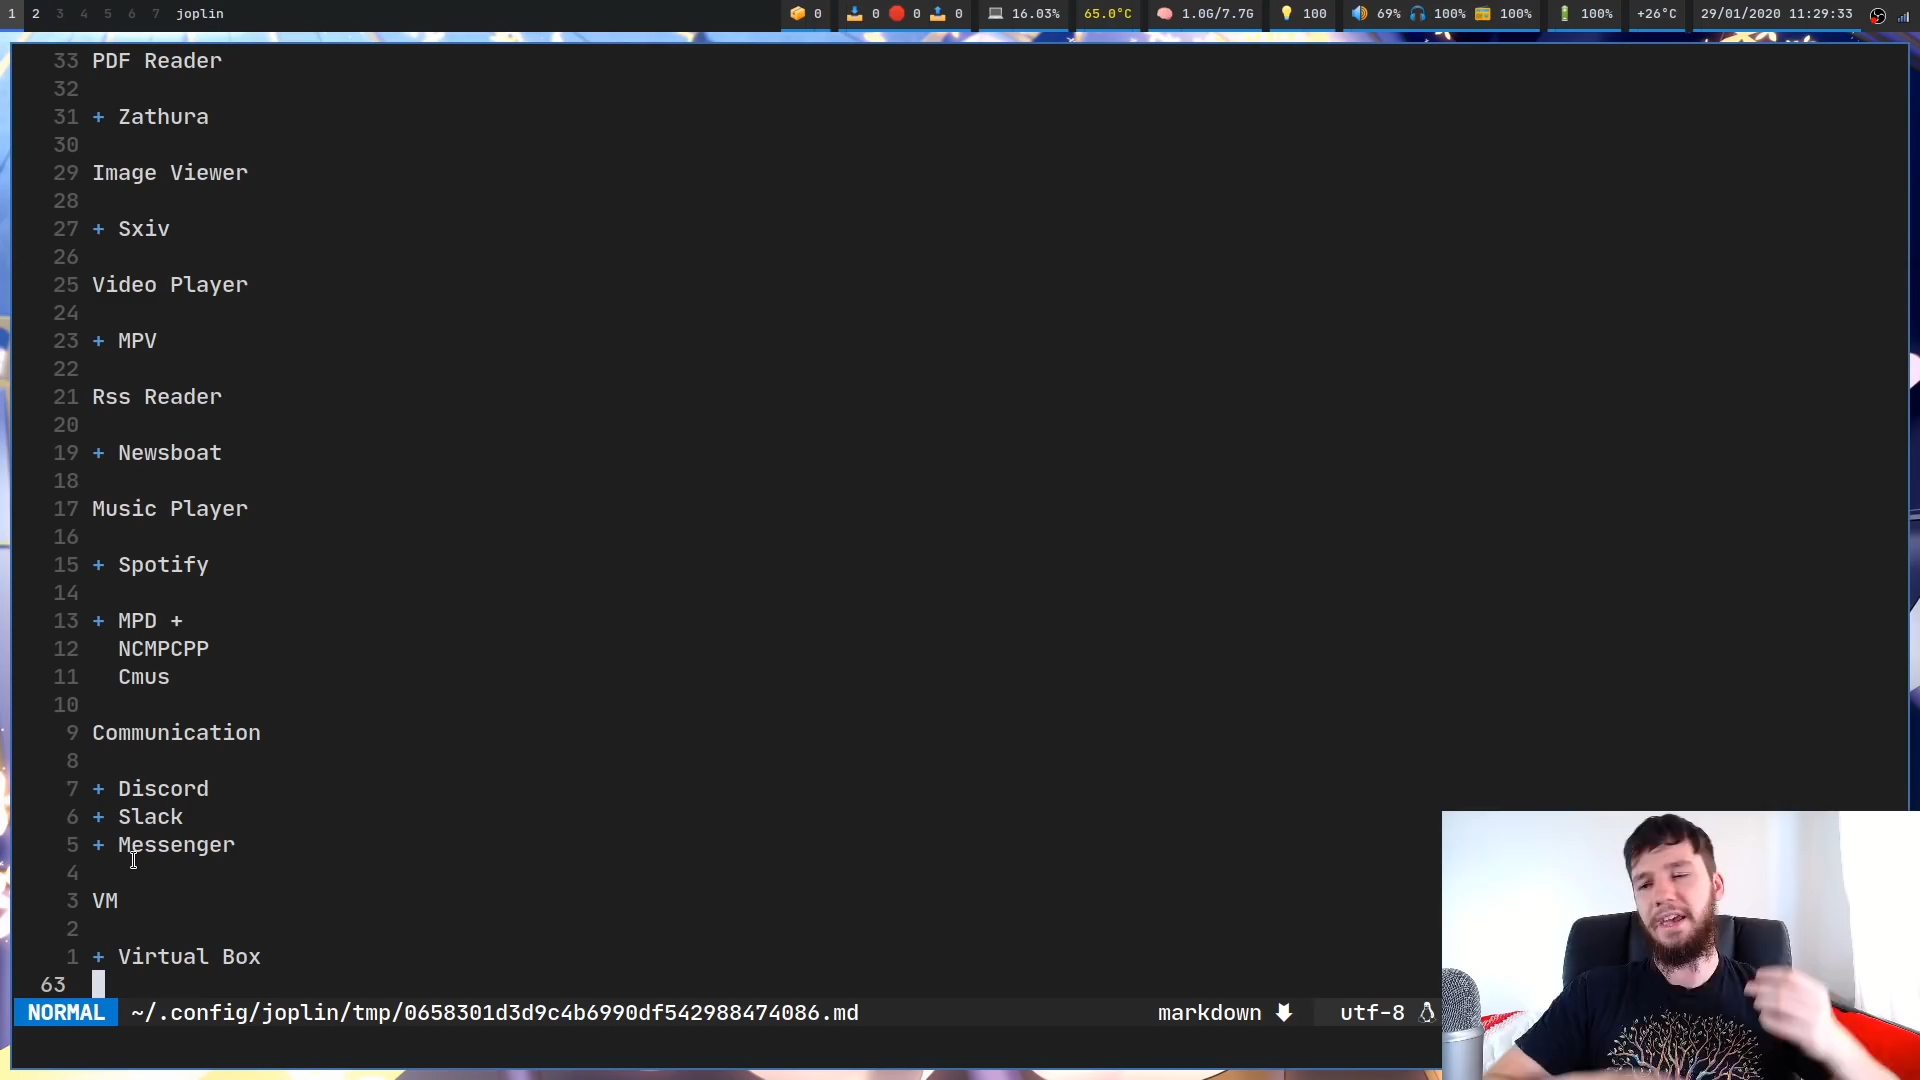 1 2 3 4 5 6 7 joplin 0 0 0 0 16.03% 65.0°C 1.0G/7.7G 100 69% 100% 100% 100% +26°C 29/01/2020 11:29:33
33 PDF Reader
32
31 + Zathura
30
29 Image Viewer
28
27 + Sxiv
26
25 Video Player
24
23 + MPV
22
21 Rss Reader
20
19 + Newsboat
18
17 Music Player
16
15 + Spotify
14
13 + MPD +
12 NCMPCPP
11 Cmus
10
9 Communication
8
7 + Discord
6 + Slack
5 + Messenger
4
3 VM
2
1 + Virtual Box
63
NORMAL ~/.config/joplin/tmp/0658301d3d9c4b6990df542988474086.md markdown utf-8